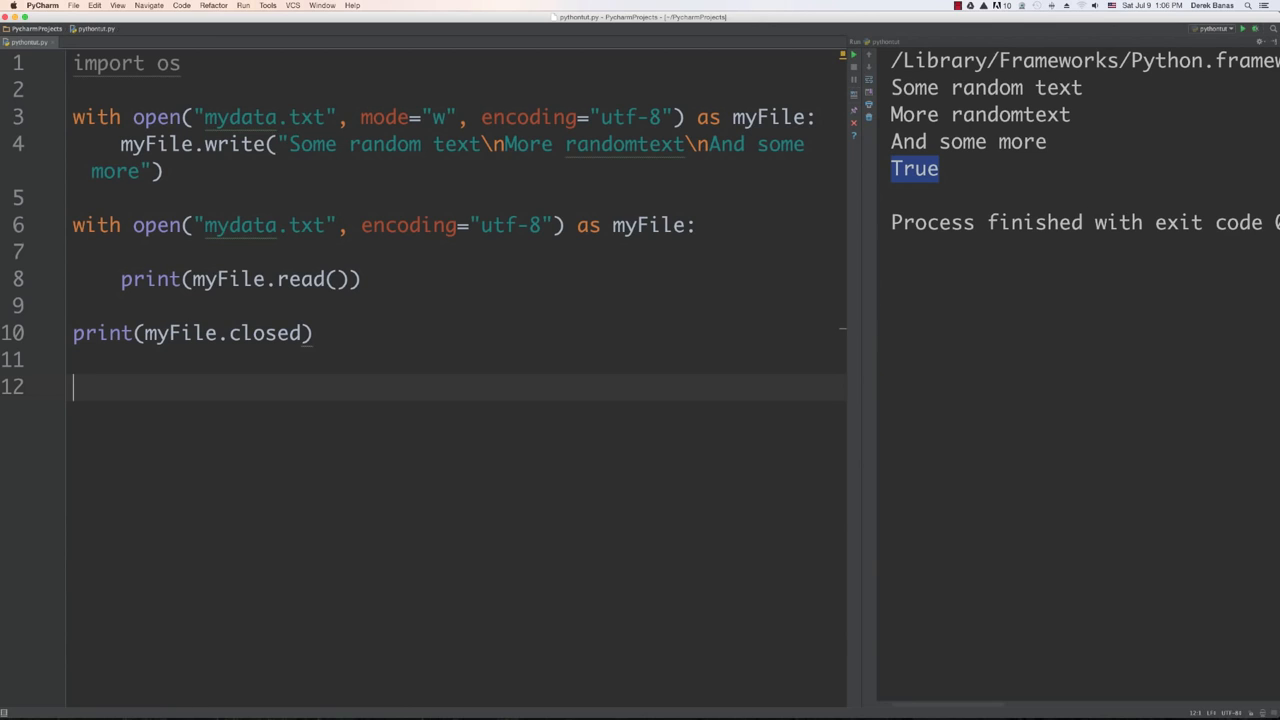 PyCharm File Edit View Navigate Code Refactor Run Tools VCS Window Help
10 Sat Jul 9 1:06 PM Derek Banas
pythontut.py - PycharmProjects - [~/PycharmProjects]
PycharmProjects pythontut.py pythontut
pythontut.py
Run: pythontut
1 import os
2
3 with open("mydata.txt", mode="w", encoding="utf-8") as myFile:
4 myFile.write("Some random text\nMore randomtext\nAnd some
more")
5
6 with open("mydata.txt", encoding="utf-8") as myFile:
7
8 print(myFile.read())
9
10 print(myFile.closed)
11
12
/Library/Frameworks/Python.framew
Some random text
More randomtext
And some more
True
Process finished with exit code 0
12:1 LF÷ UTF-8÷